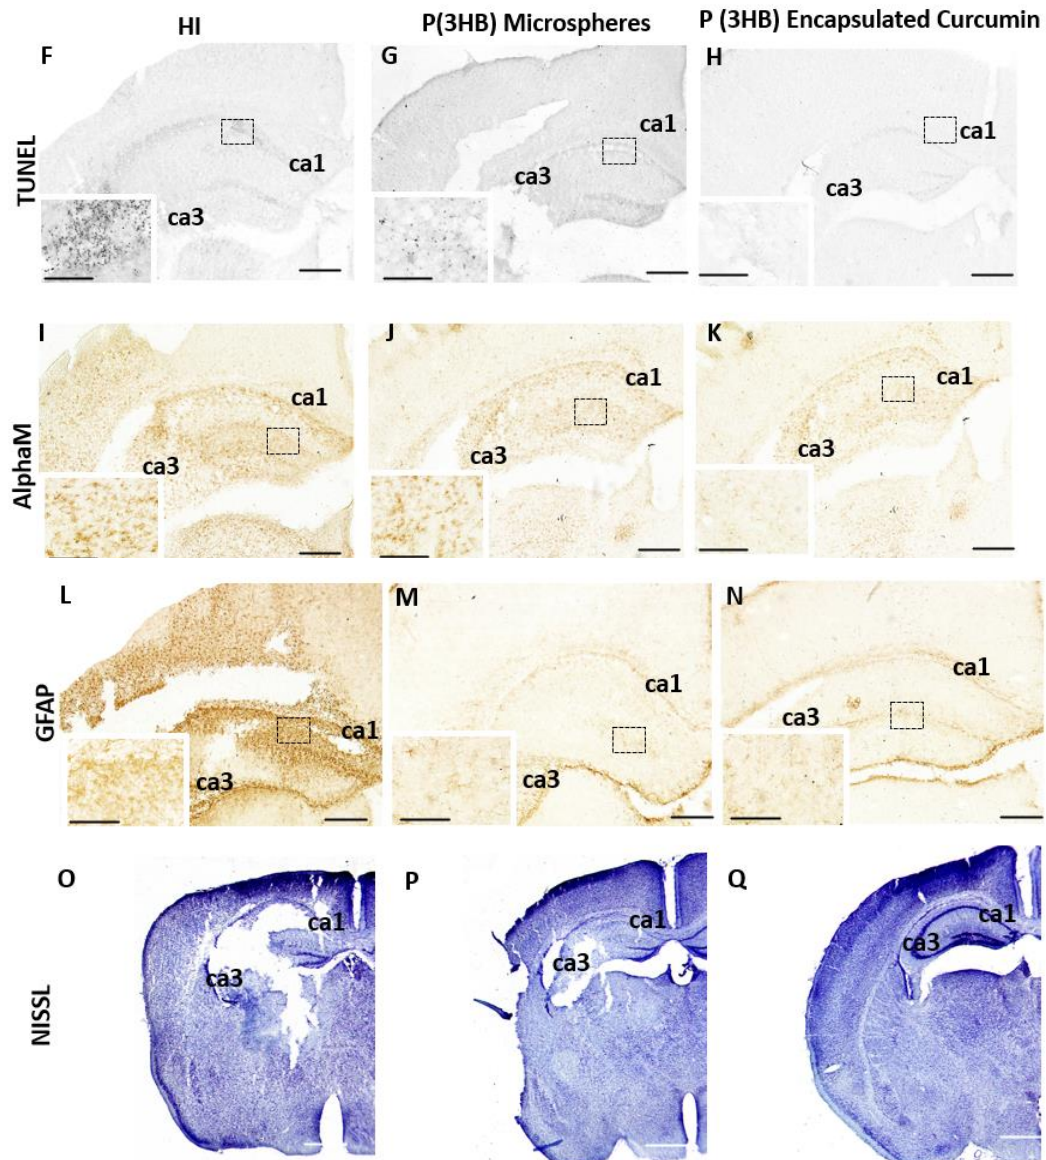 HI P(3HB) Microspheres P (3HB) Encapsulated Curcumin
TUNEL
F
ca1
ca3
G
ca1
ca3
H
ca1
ca3
AlphaM
I
ca1
ca3
J
ca1
ca3
K
ca1
ca3
GFAP
L
ca1
ca3
M
ca1
ca3
N
ca1
ca3
NISSL
O
ca1
ca3
P
ca1
ca3
Q
ca1
ca3